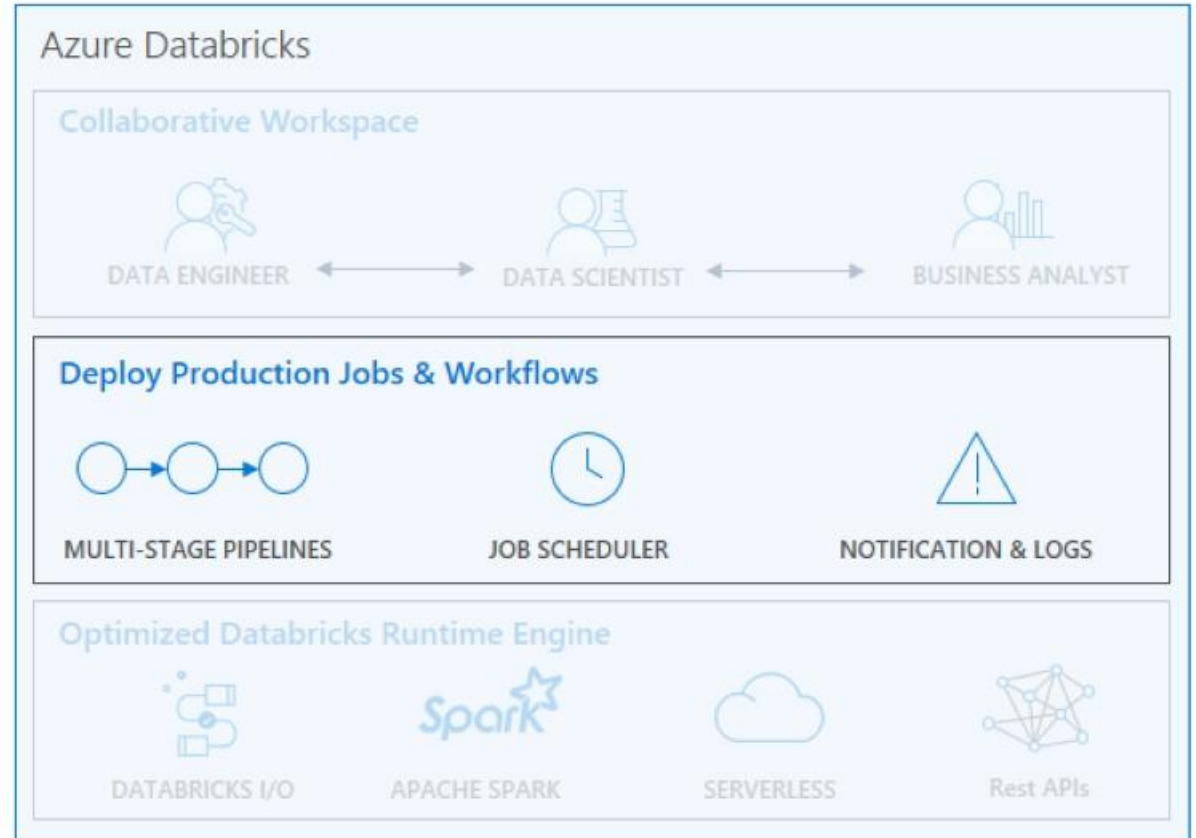 Azure Databricks
Collaborative Workspace
DATA ENGINEER
DATA SCIENTIST
BUSINESS ANALYST
Deploy Production Jobs & Workflows
MULTI-STAGE PIPELINES
JOB SCHEDULER
NOTIFICATION & LOGS
Optimized Databricks Runtime Engine
Spark
DATABRICKS I/O
APACHE SPARK
SERVERLESS
Rest APIs